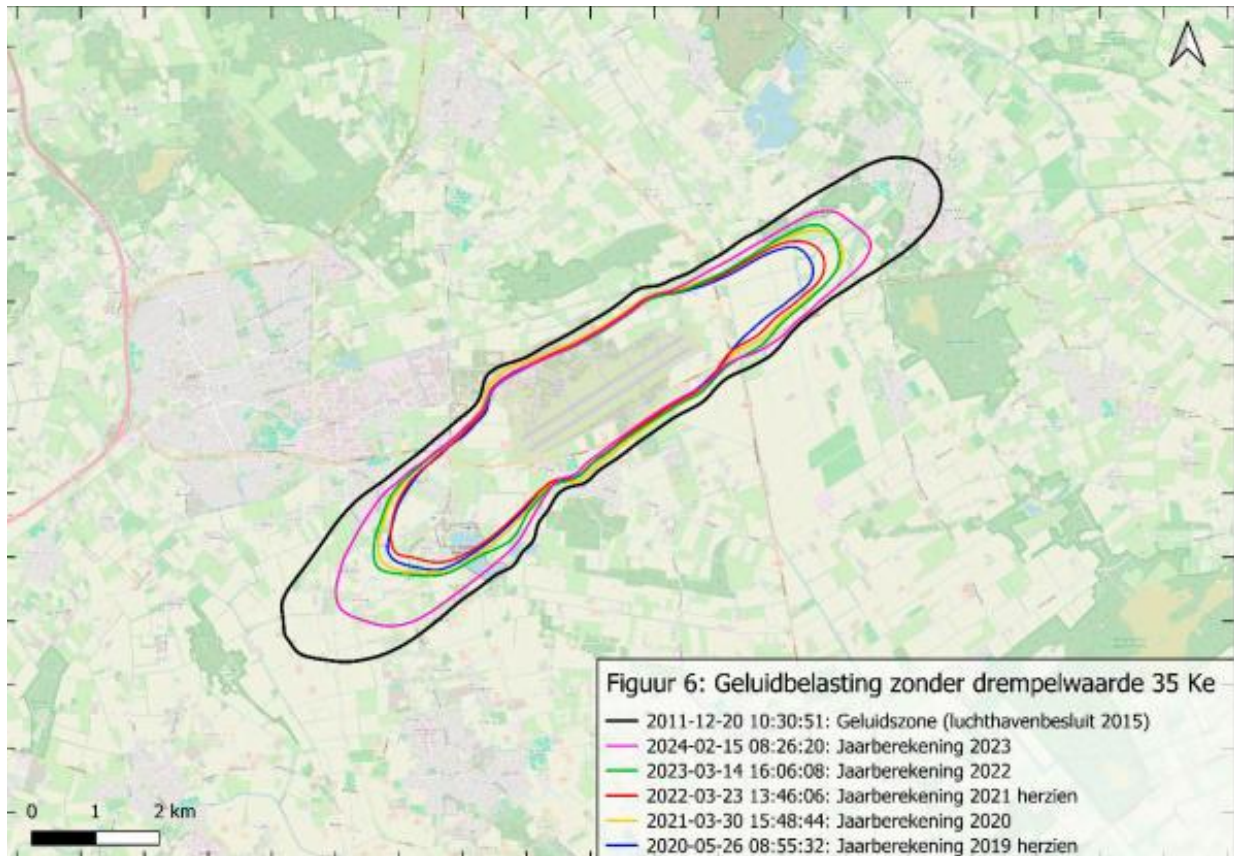 Figuur 6: Geluidbelasting zonder drempelwaarde 35 Ke
2011-12-20 10:30:51: Geluidszone (luchthavenbesluit 2015)
2024-02-15 08:26:20: Jaarberekening 2023
2023-03-14 16:06:08: Jaarberekening 2022
2022-03-23 13:46:06: Jaarberekening 2021 herzien
2021-03-30 15:48:44: Jaarberekening 2020
2020-05-26 08:55:32: Jaarberekening 2019 herzien
0 1 2 km